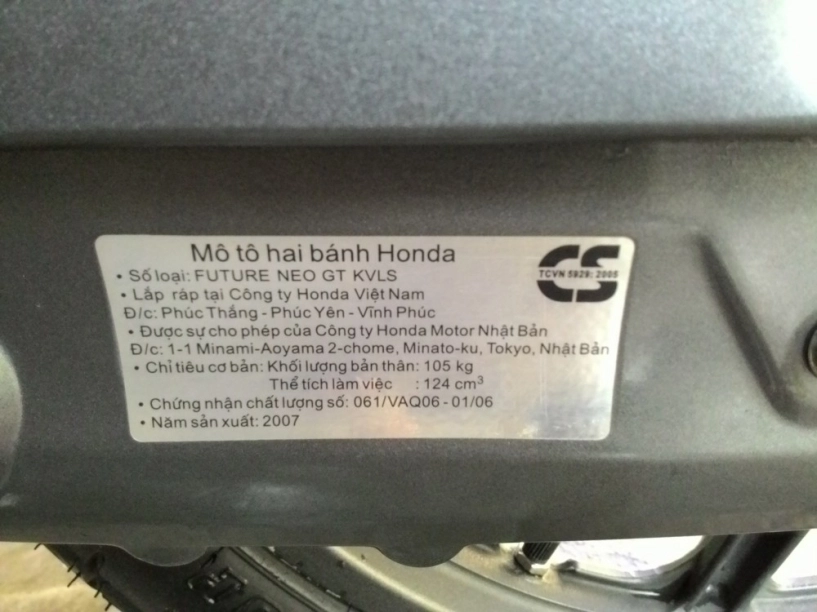 Mô tô hai bánh Honda
• Số loại: FUTURE NEO GT KVLS
• Lắp ráp tại Công ty Honda Việt Nam
Đ/c: Phúc Thắng - Phúc Yên - Vĩnh Phúc
• Được sự cho phép của Công ty Honda Motor Nhật Bản
Đ/c: 1-1 Minami-Aoyama 2-chome, Minato-ku, Tokyo, Nhật Bản
• Chỉ tiêu cơ bản: Khối lượng bản thân: 105 kg
Thể tích làm việc : 124 cm³
• Chứng nhận chất lượng số: 061/VAQ06 - 01/06
• Năm sản xuất: 2007
CS
TCVN 5929: 2005